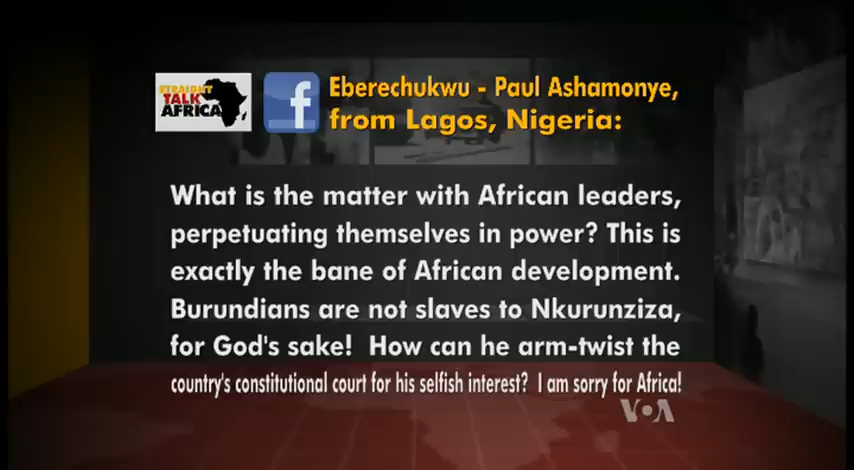 STRAIGHT
TALK
AFRICA
f
Eberechukwu - Paul Ashamonye,
from Lagos, Nigeria:
What is the matter with African leaders,
perpetuating themselves in power? This is
exactly the bane of African development.
Burundians are not slaves to Nkurunziza,
for God's sake!  How can he arm-twist the
country's constitutional court for his selfish interest?  I am sorry for Africa!
VOA